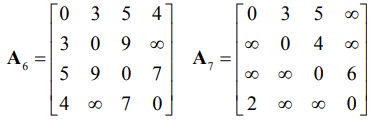 A₆ = [0 3 5 4 A₇ = [0 3 5 ∞
3 0 9 ∞ ∞ 0 4 ∞
5 9 0 7 ∞ ∞ 0 6
4 ∞ 7 0] 2 ∞ ∞ 0]